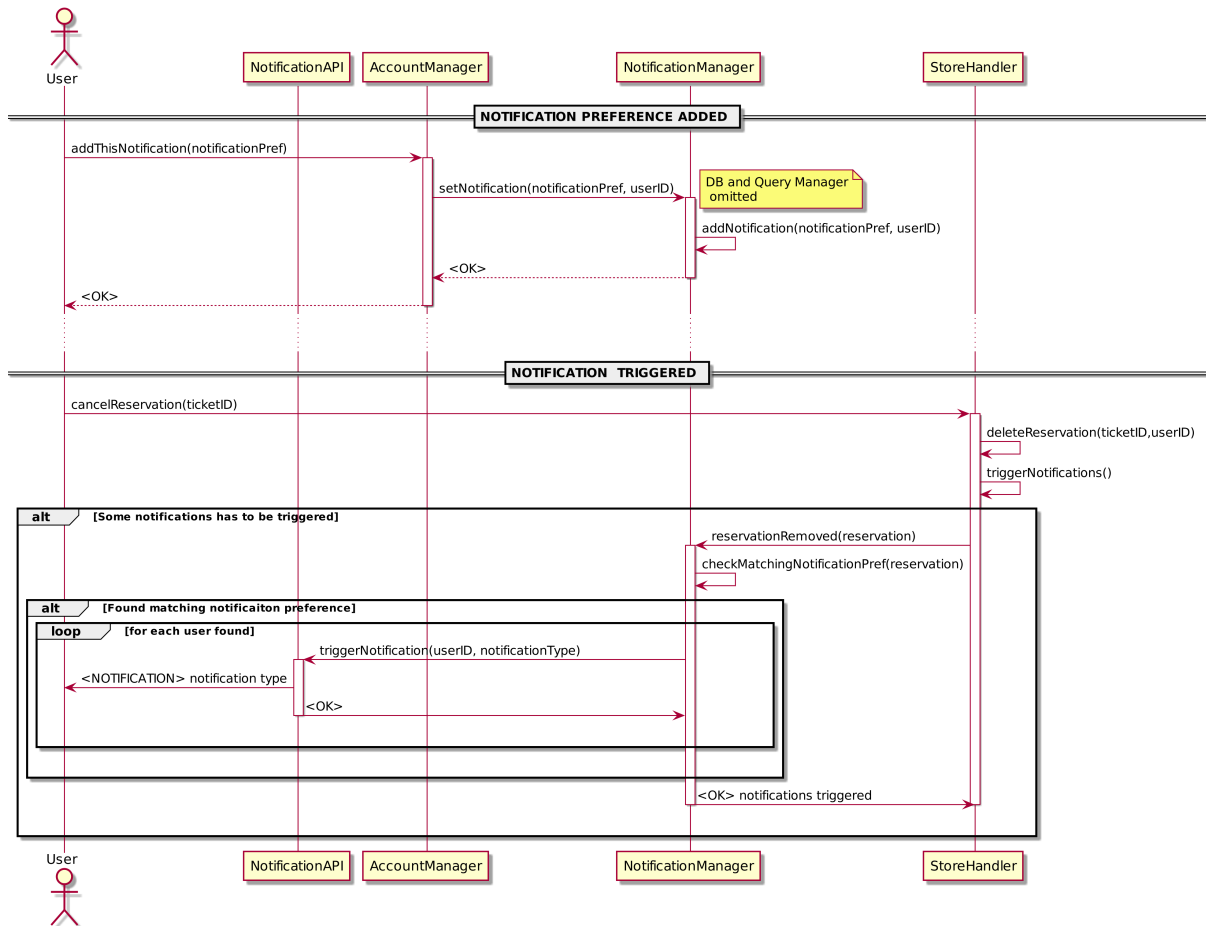 User
NotificationAPI
AccountManager
NotificationManager
StoreHandler
NOTIFICATION PREFERENCE ADDED
addThisNotification(notificationPref)
setNotification(notificationPref, userID)
DB and Query Manager
omitted
addNotification(notificationPref, userID)
<OK>
<OK>
NOTIFICATION  TRIGGERED
cancelReservation(ticketID)
deleteReservation(ticketID,userID)
triggerNotifications()
alt [Some notifications has to be triggered]
reservationRemoved(reservation)
checkMatchingNotificationPref(reservation)
alt [Found matching notificaiton preference]
loop [for each user found]
triggerNotification(userID, notificationType)
<NOTIFICATION> notification type
<OK>
<OK> notifications triggered
User
NotificationAPI
AccountManager
NotificationManager
StoreHandler